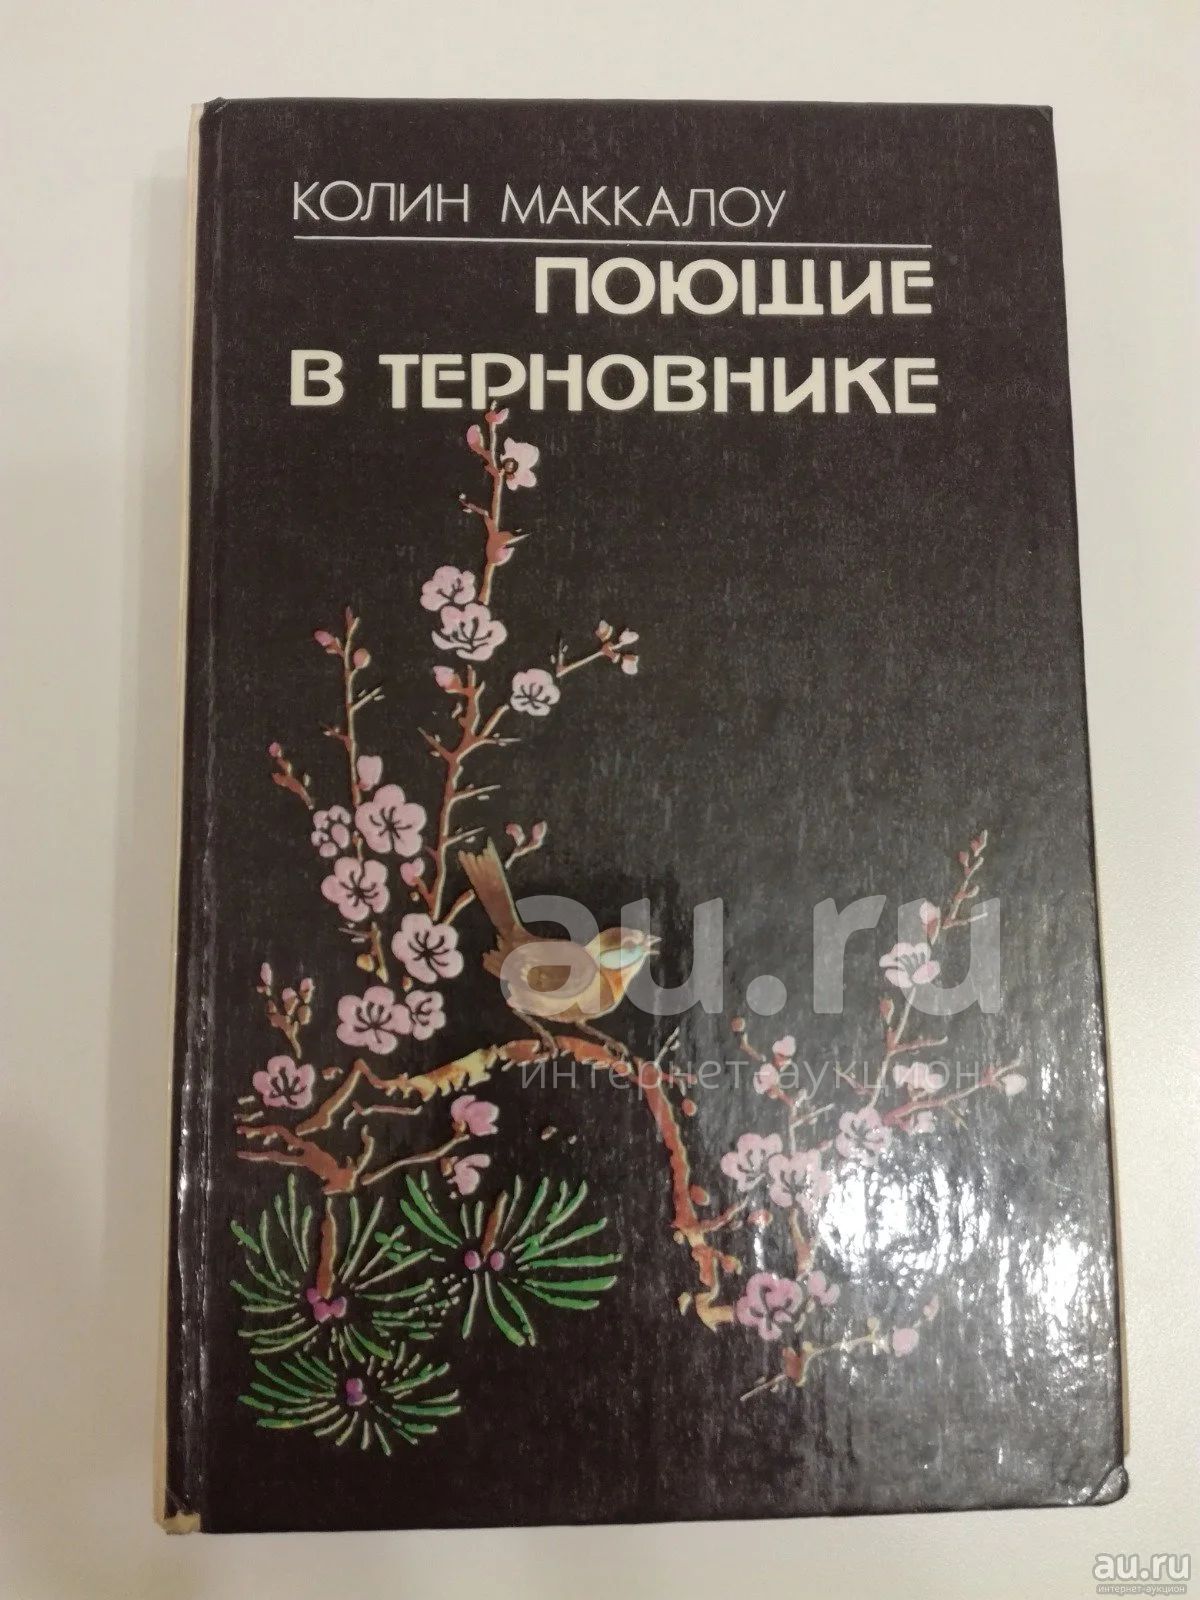 КОЛИН МАККАЛОУ
ПОЮЩИЕ
В ТЕРНОВНИКЕ
au.ru
интернет-аукцион
au.ru
интернет-аукцион